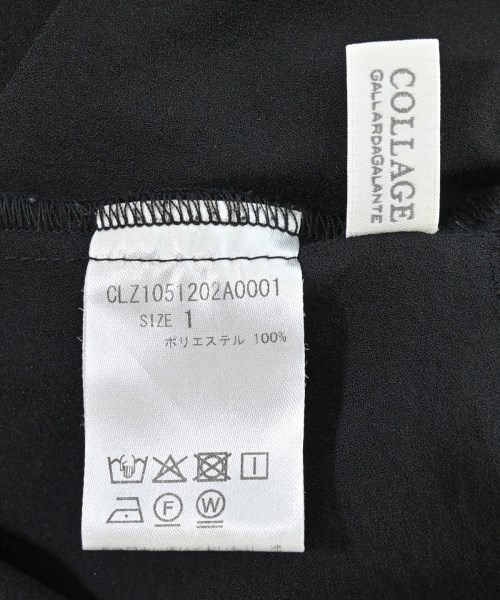 COLLAGE
GALLARDAGALANTE
CLZ1051202A0001
SIZE 1
ポリエステル 100%
F W